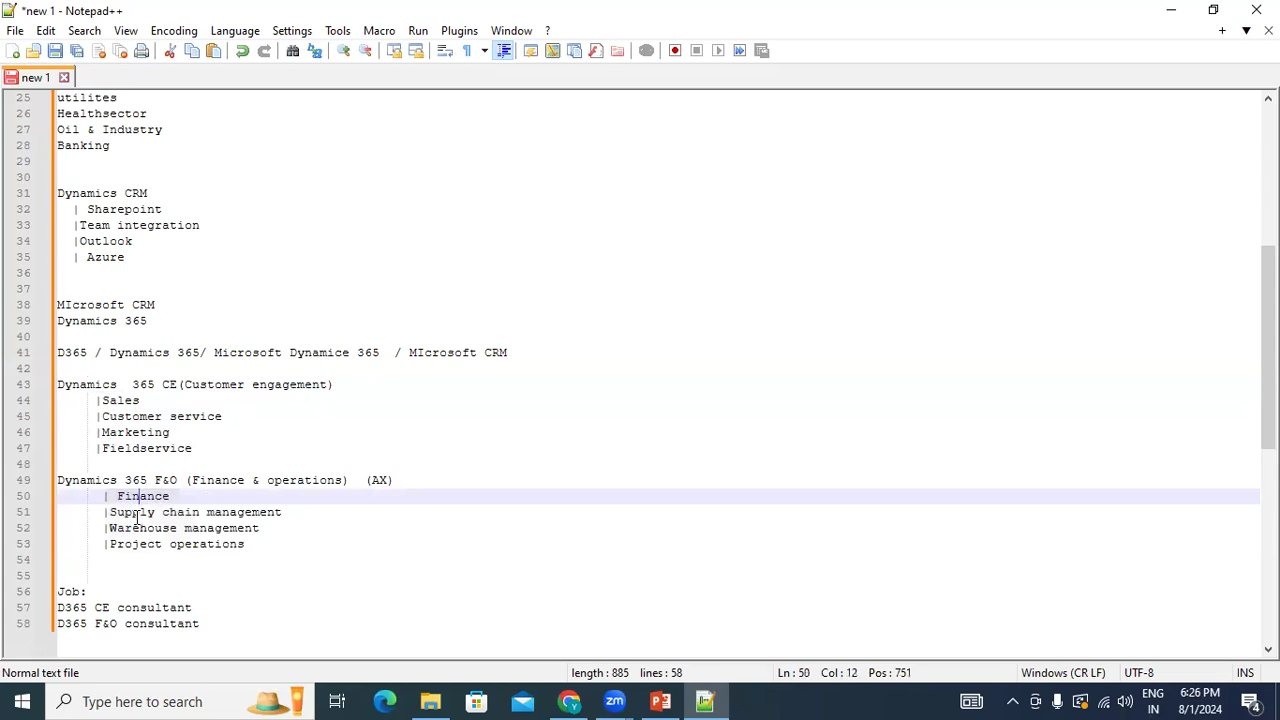 *new 1 - Notepad++
File Edit Search View Encoding Language Settings Tools Macro Run Plugins Window ?
new 1
25 utilites
26 Healthsector
27 Oil & Industry
28 Banking
29
30
31 Dynamics CRM
32 | Sharepoint
33 |Team integration
34 |Outlook
35 | Azure
36
37
38 MIcrosoft CRM
39 Dynamics 365
40
41 D365 / Dynamics 365/ Microsoft Dynamice 365 / MIcrosoft CRM
42
43 Dynamics 365 CE(Customer engagement)
44 |Sales
45 |Customer service
46 |Marketing
47 |Fieldservice
48
49 Dynamics 365 F&O (Finance & operations) (AX)
50 | Finance
51 |Supply chain management
52 |Warehouse management
53 |Project operations
54
55
56 Job:
57 D365 CE consultant
58 D365 F&O consultant
Normal text file length : 885 lines : 58 Ln : 50 Col : 12 Pos : 751 Windows (CR LF) UTF-8 INS
Type here to search
ENG
IN
6:26 PM
8/1/2024
4